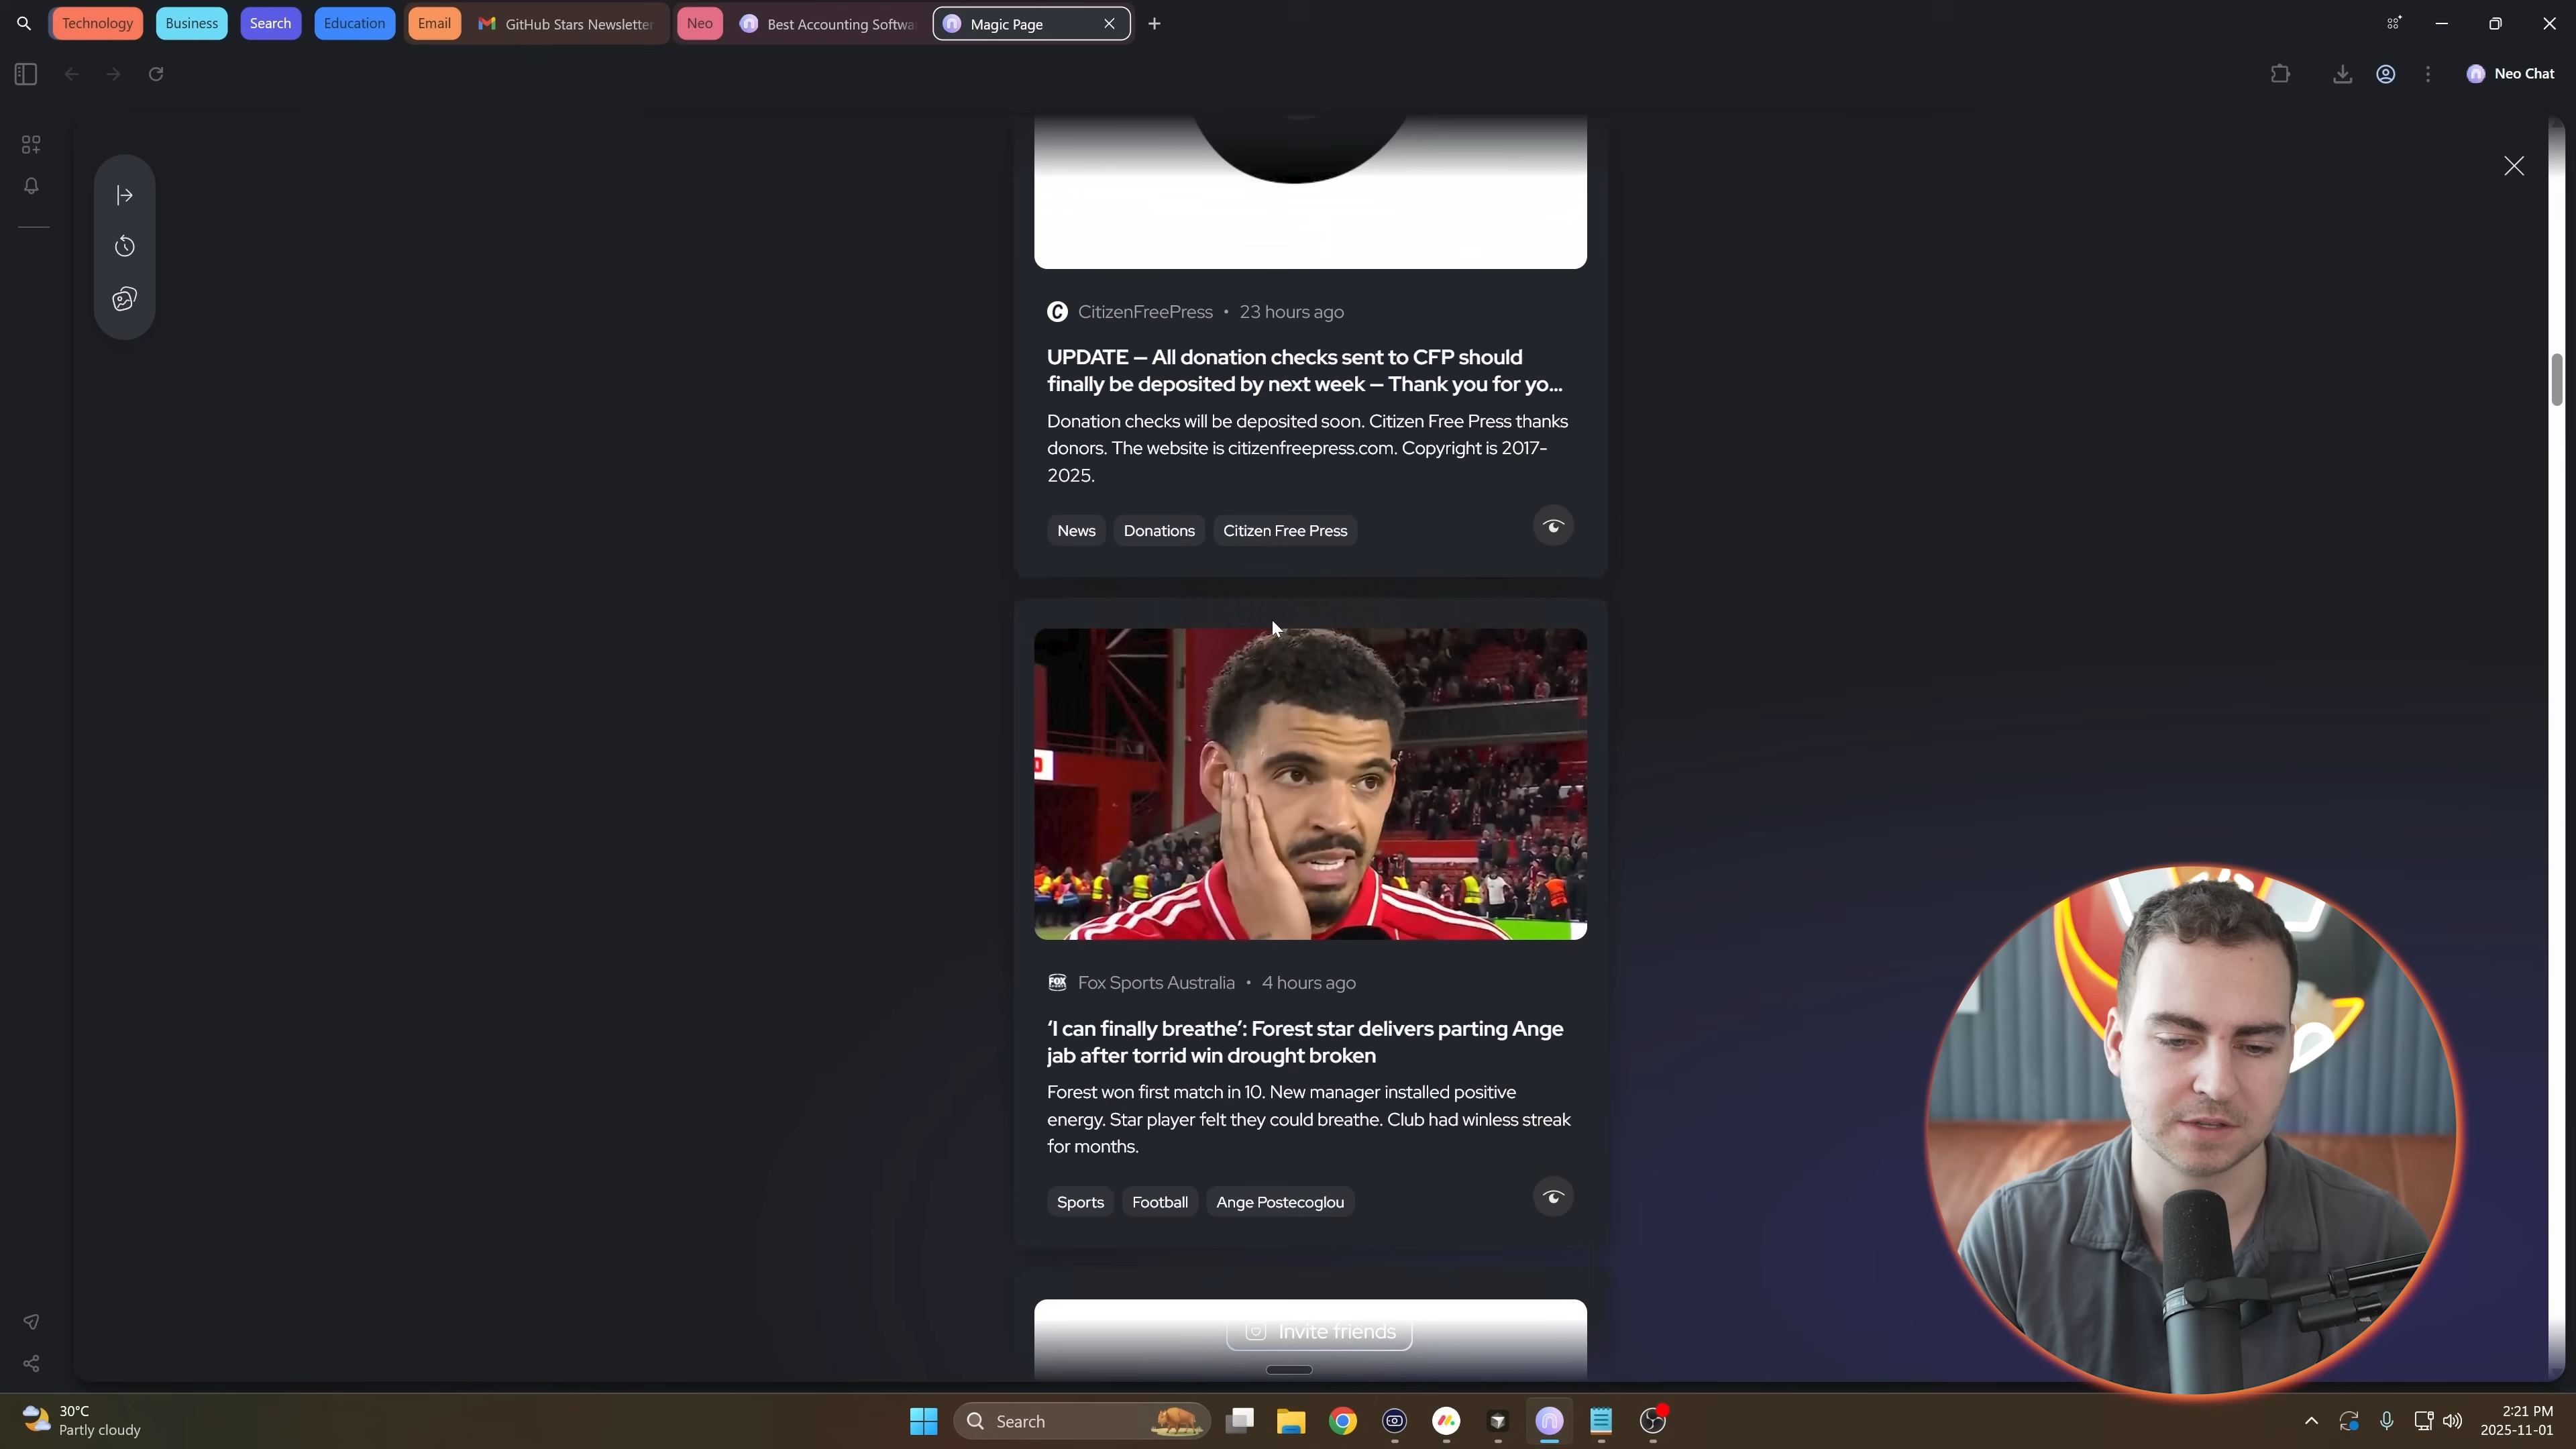 Technology
Business
Search
Education
Email
GitHub Stars Newsletter
Neo
Best Accounting Softwa
Magic Page
Neo Chat
CitizenFreePress • 23 hours ago
UPDATE – All donation checks sent to CFP should
finally be deposited by next week – Thank you for yo...
Donation checks will be deposited soon. Citizen Free Press thanks
donors. The website is citizenfreepress.com. Copyright is 2017-
2025.
News
Donations
Citizen Free Press
Fox Sports Australia • 4 hours ago
‘I can finally breathe’: Forest star delivers parting Ange
jab after torrid win drought broken
Forest won first match in 10. New manager installed positive
energy. Star player felt they could breathe. Club had winless streak
for months.
Sports
Football
Ange Postecoglou
Invite friends
30°C
Partly cloudy
Search
2:21 PM
2025-11-01